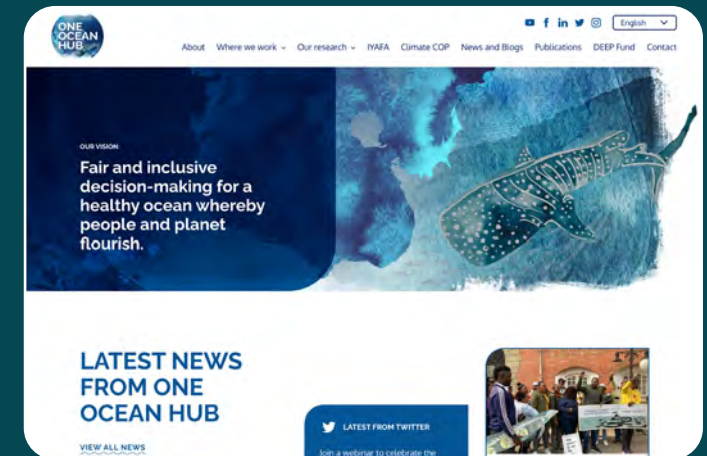 ONE
OCEAN
HUB
English
About Where we work Our research IYAFA Climate COP News and Blogs Publications DEEP Fund Contact
OUR VISION:
Fair and inclusive
decision-making for a
healthy ocean whereby
people and planet
flourish.
LATEST NEWS
FROM ONE
OCEAN HUB
VIEW ALL NEWS
LATEST FROM TWITTER
Join a webinar to celebrate the